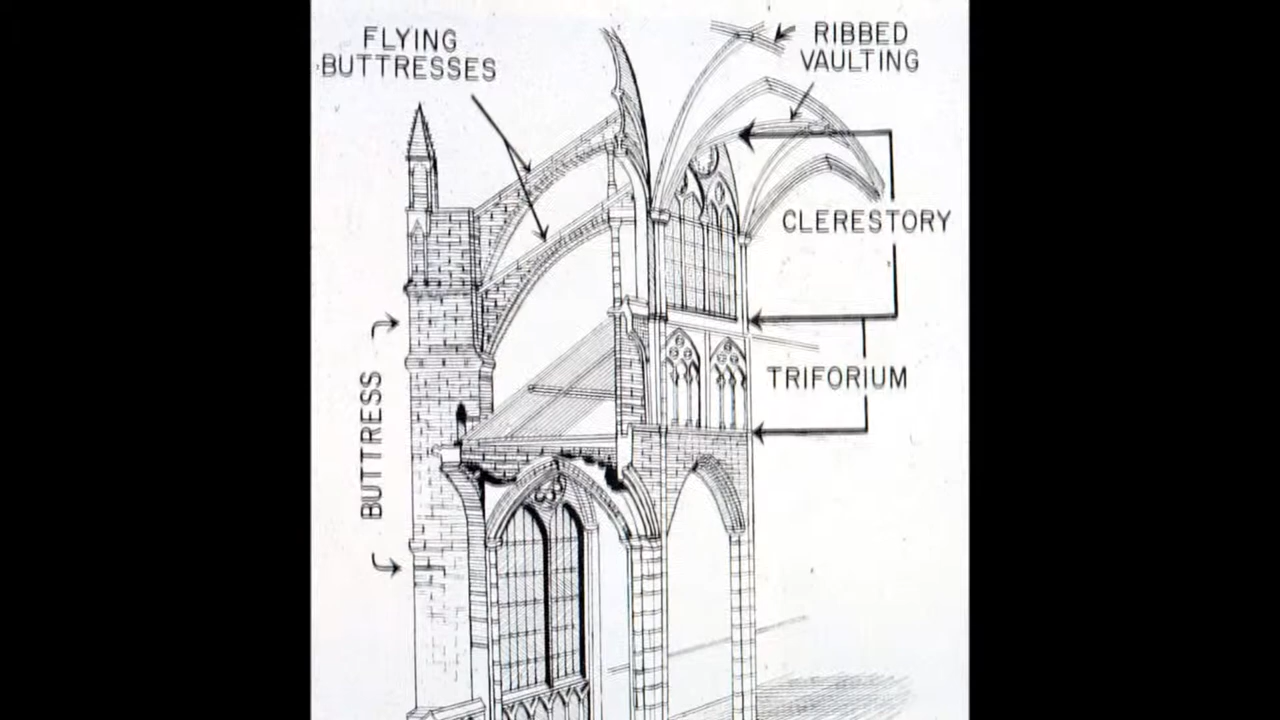 FLYING
BUTTRESSES
RIBBED
VAULTING
CLERESTORY
TRIFORIUM
BUTTRESS